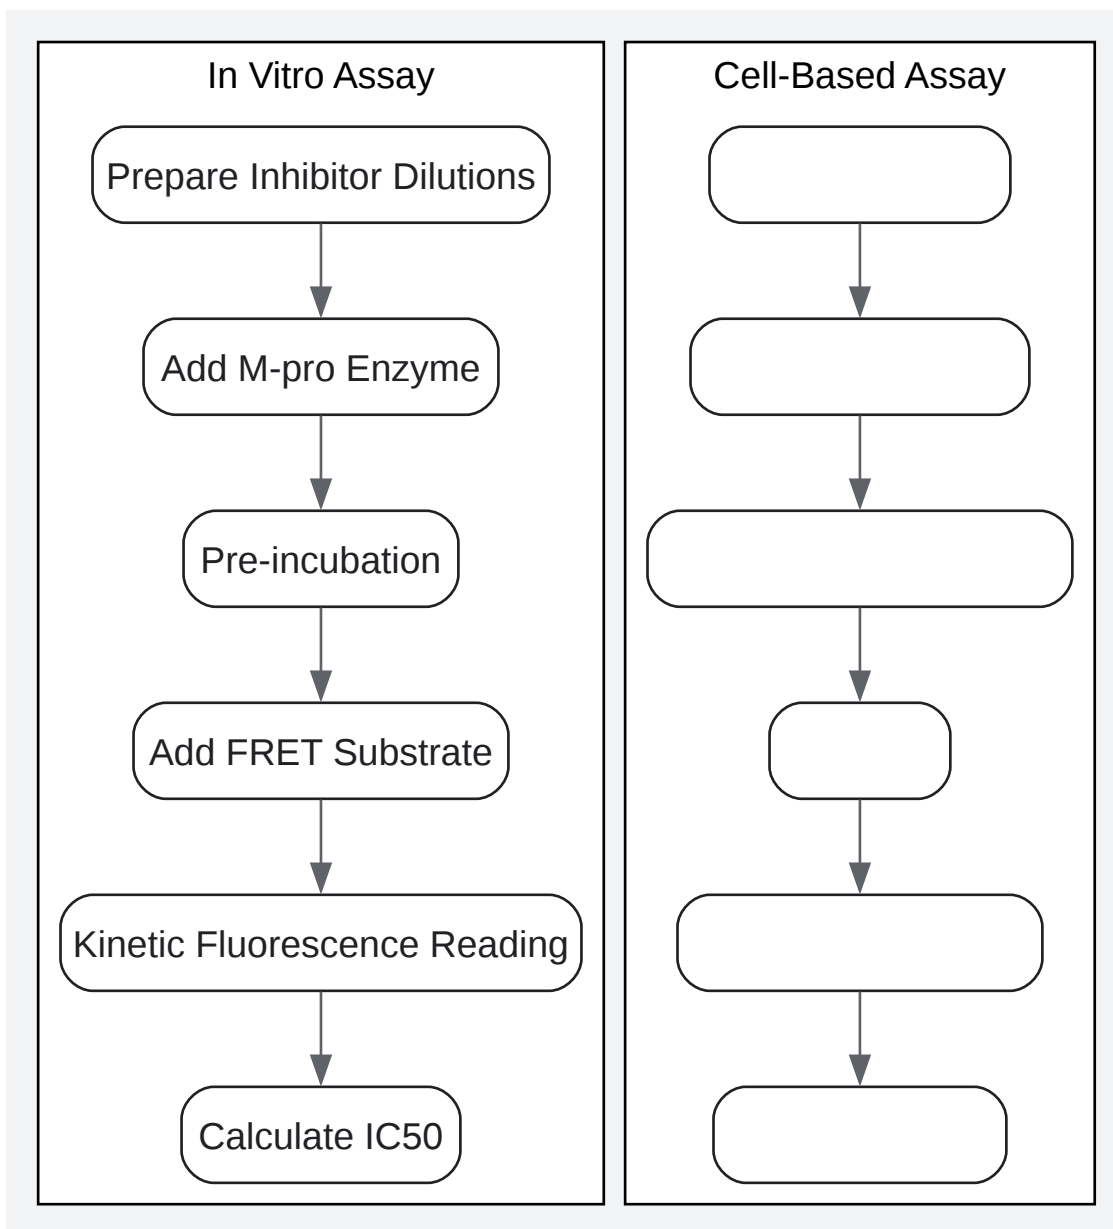 In Vitro Assay
Prepare Inhibitor Dilutions
Add M-pro Enzyme
Pre-incubation
Add FRET Substrate
Kinetic Fluorescence Reading
Calculate IC50
Cell-Based Assay